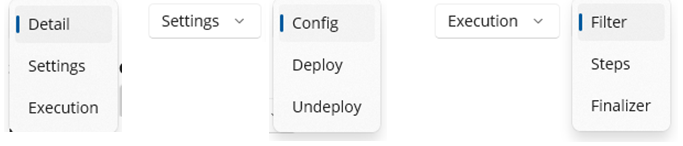 Detail
Settings
Execution
Settings
Config
Deploy
Undeploy
Execution
Filter
Steps
Finalizer